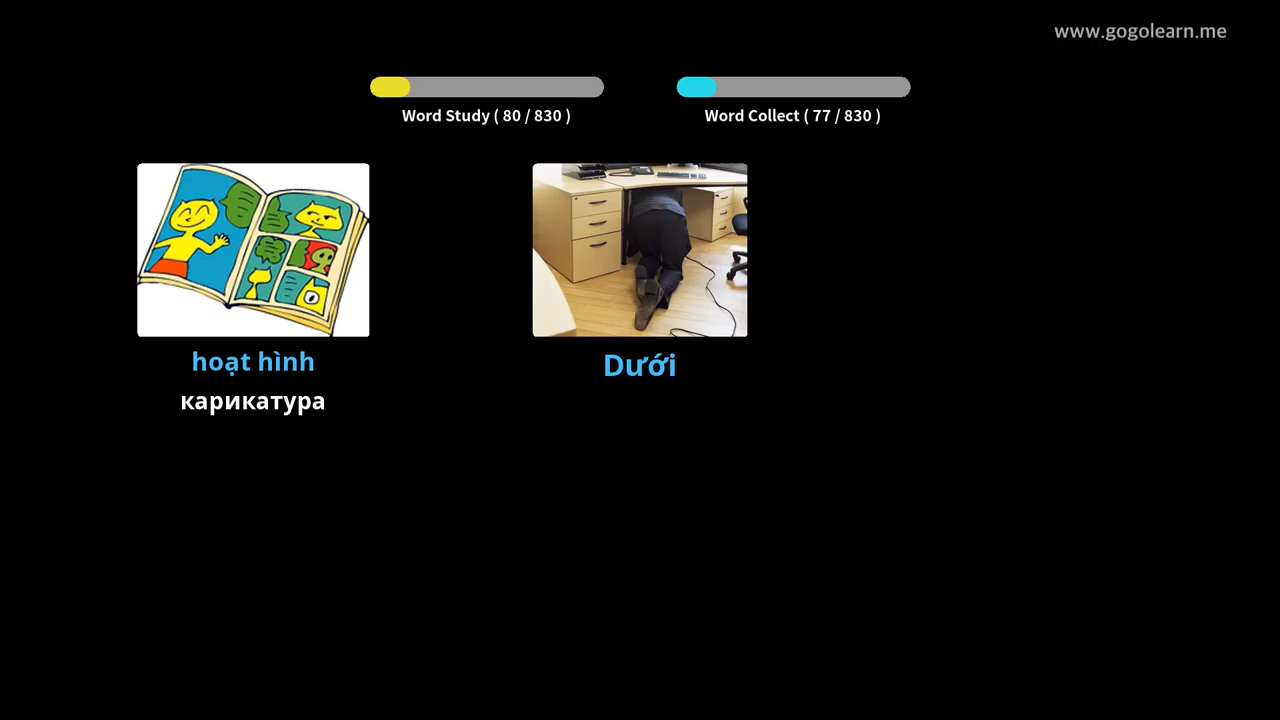 www.gogolearn.me
Word Study ( 80 / 830 )
Word Collect ( 77 / 830 )
hoạt hình
карикатура
Dưới